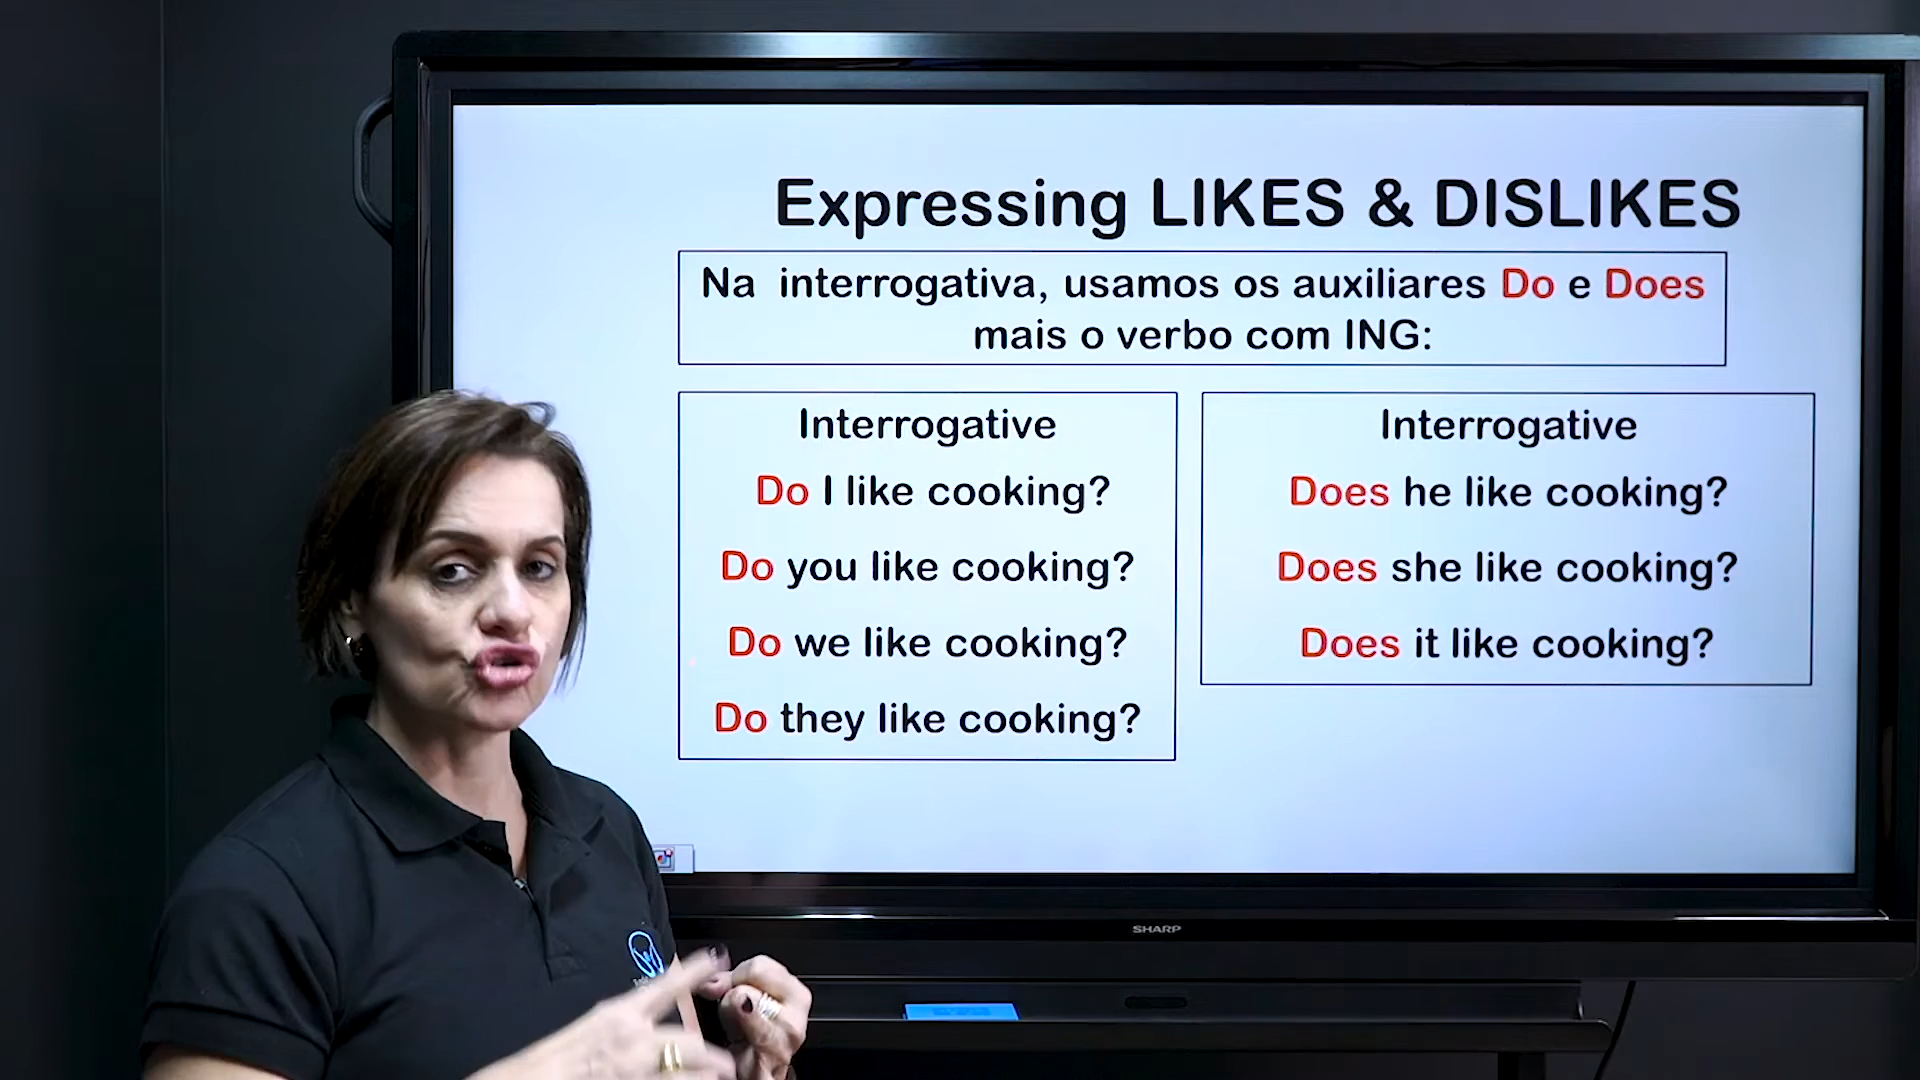 Expressing LIKES & DISLIKES
Na interrogativa, usamos os auxiliares Do e Does
mais o verbo com ING:
Interrogative
Do I like cooking?
Do you like cooking?
Do we like cooking?
Do they like cooking?
Interrogative
Does he like cooking?
Does she like cooking?
Does it like cooking?
SHARP